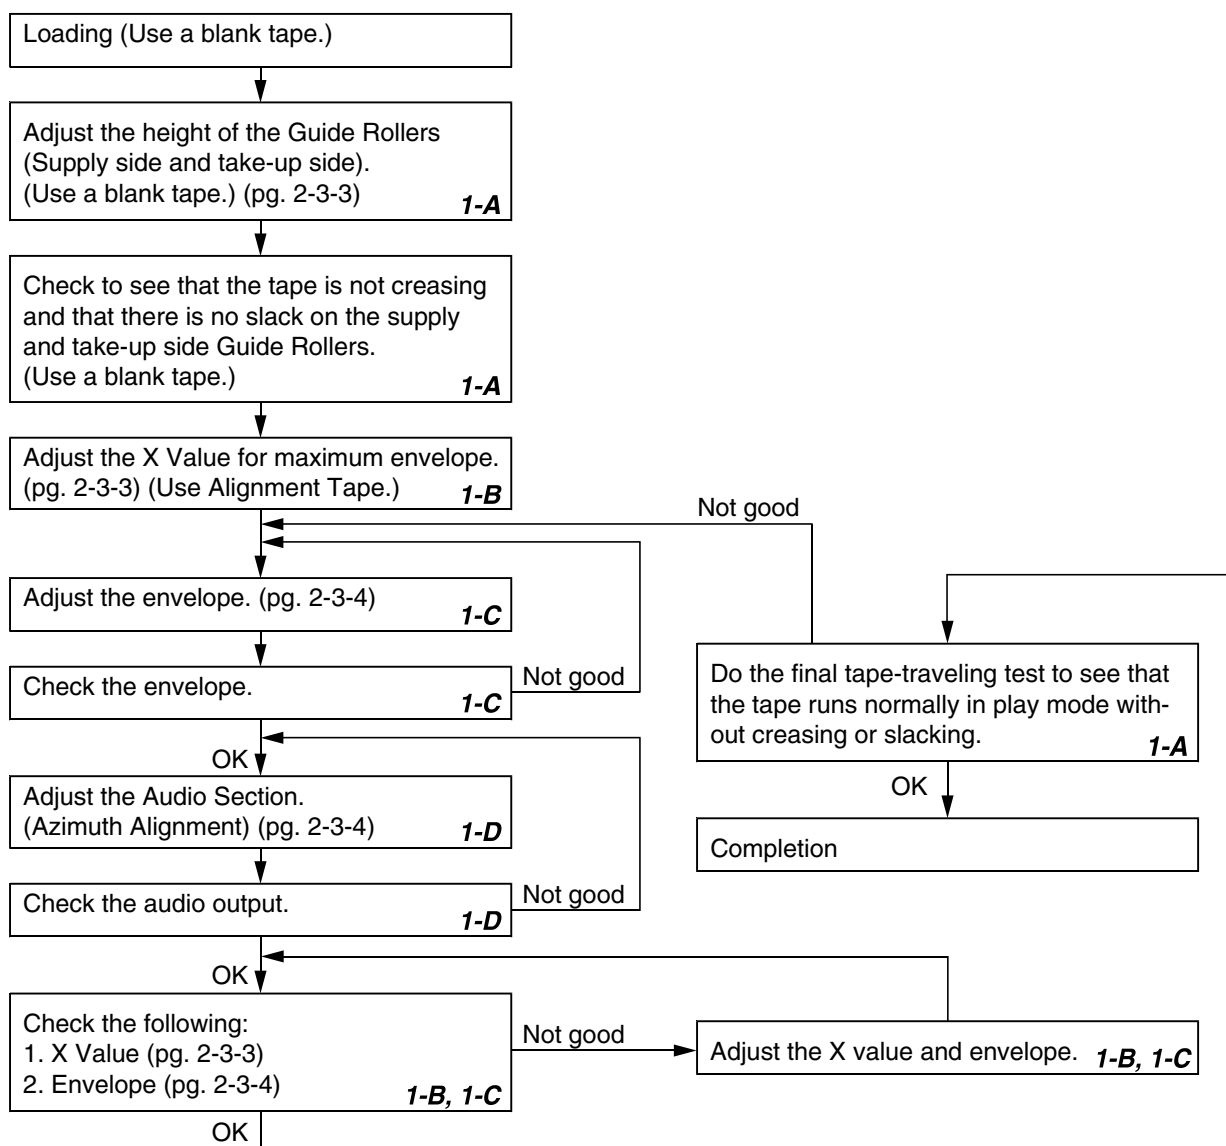 Loading (Use a blank tape.)
Adjust the height of the Guide Rollers
(Supply side and take-up side).
(Use a blank tape.) (pg. 2-3-3)
1-A
Check to see that the tape is not creasing
and that there is no slack on the supply
and take-up side Guide Rollers.
(Use a blank tape.)
1-A
Adjust the X Value for maximum envelope.
(pg. 2-3-3) (Use Alignment Tape.)
1-B
Adjust the envelope. (pg. 2-3-4)
1-C
Check the envelope.
1-C
Not good
OK
Adjust the Audio Section.
(Azimuth Alignment) (pg. 2-3-4)
1-D
Check the audio output.
1-D
Not good
OK
Check the following:
1. X Value (pg. 2-3-3)
2. Envelope (pg. 2-3-4)
1-B, 1-C
Not good
Adjust the X value and envelope.
1-B, 1-C
OK
Not good
Do the final tape-traveling test to see that
the tape runs normally in play mode with-
out creasing or slacking.
1-A
OK
Completion